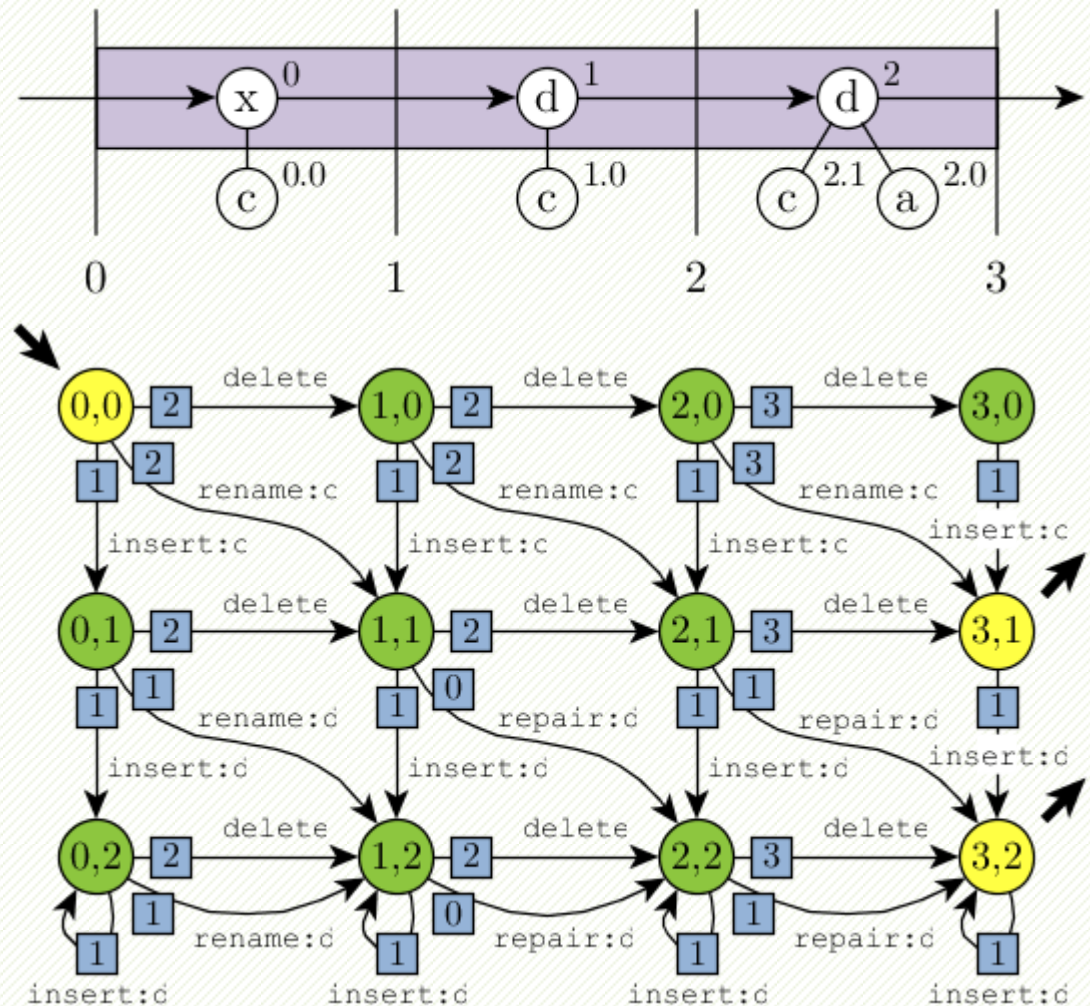 x 0 d 1 d 2
c 0.0 c 1.0 c 2.1 a 2.0
0 1 2 3
delete delete delete
0,0 2 1,0 2 2,0 3 3,0
1 2 1 2 1 3 1
rename:c rename:c rename:c
insert:c insert:c insert:c insert:c
delete delete delete
0,1 2 1,1 2 2,1 3 3,1
1 1 1 0 1 1 1
rename:d repair:d repair:d
insert:d insert:d insert:d insert:d
delete delete delete
0,2 2 1,2 2 2,2 3 3,2
1 0 1
rename:d repair:d repair:d
1 1 1 1
insert:d insert:d insert:d insert:d